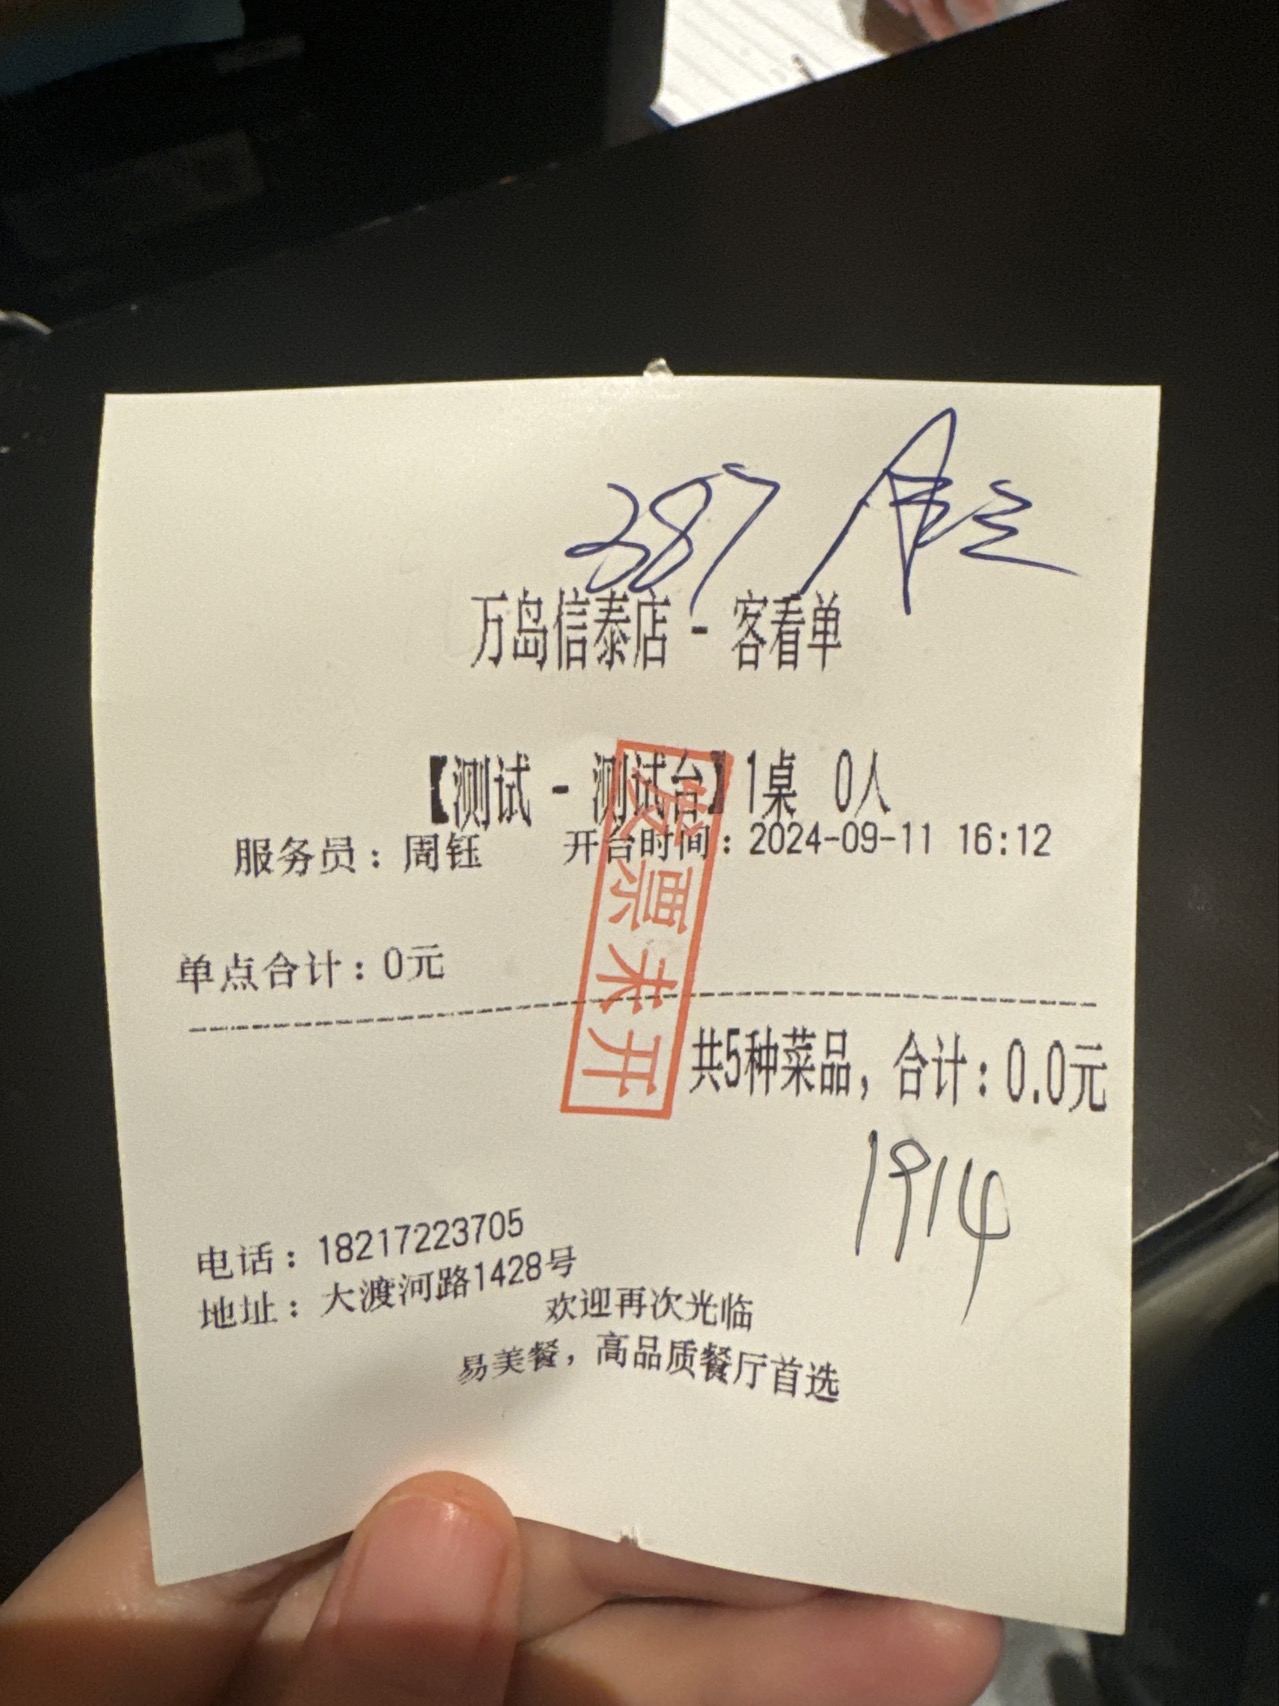 387
万岛信泰店 - 客看单
【测试 - 测试台】1桌 0人
服务员：周钰 开台时间：2024-09-11 16:12
单点合计：0元
发票未开
共5种菜品，合计：0.0元
1914
电话：18217223705
地址：大渡河路1428号
欢迎再次光临
易美餐，高品质餐厅首选